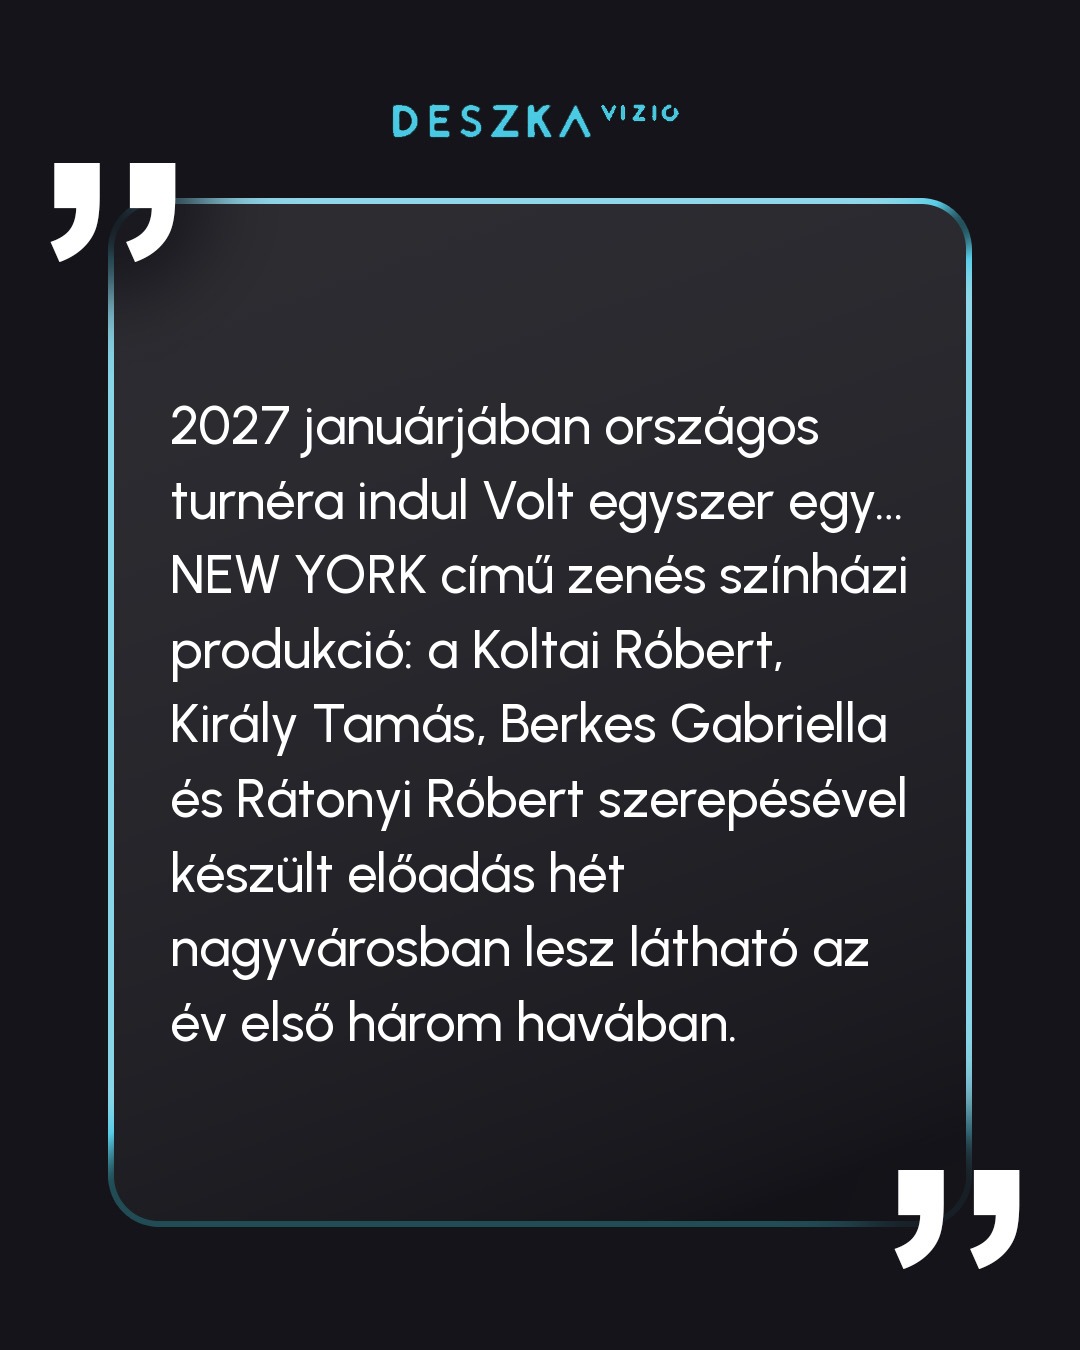 DESZKA VIZIO
2027 januárjában országos
turnéra indul Volt egyszer egy...
NEW YORK című zenés színházi
produkció: a Koltai Róbert,
Király Tamás, Berkes Gabriella
és Rátonyi Róbert szerepésével
készült előadás hét
nagyvárosban lesz látható az
év első három havában.